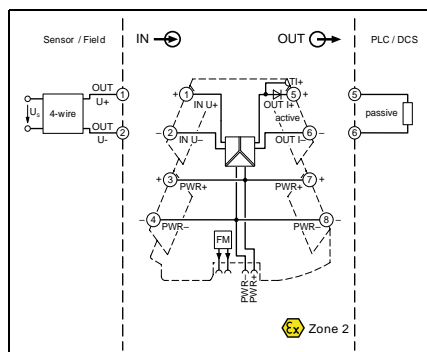 Sensor / Field IN OUT PLC / DCS
OUT
U+
1
4-wire
Us
OUT
U-
2
+ 1 IN U+
TI+
5 +
OUT I+
active
− 2 IN U−
6 −
OUT I−
+ 3 PWR+
PWR+ 7 +
− 4 PWR−
8 −
PWR−
FM
PWR−
PWR+
5
passive
6
Ex Zone 2